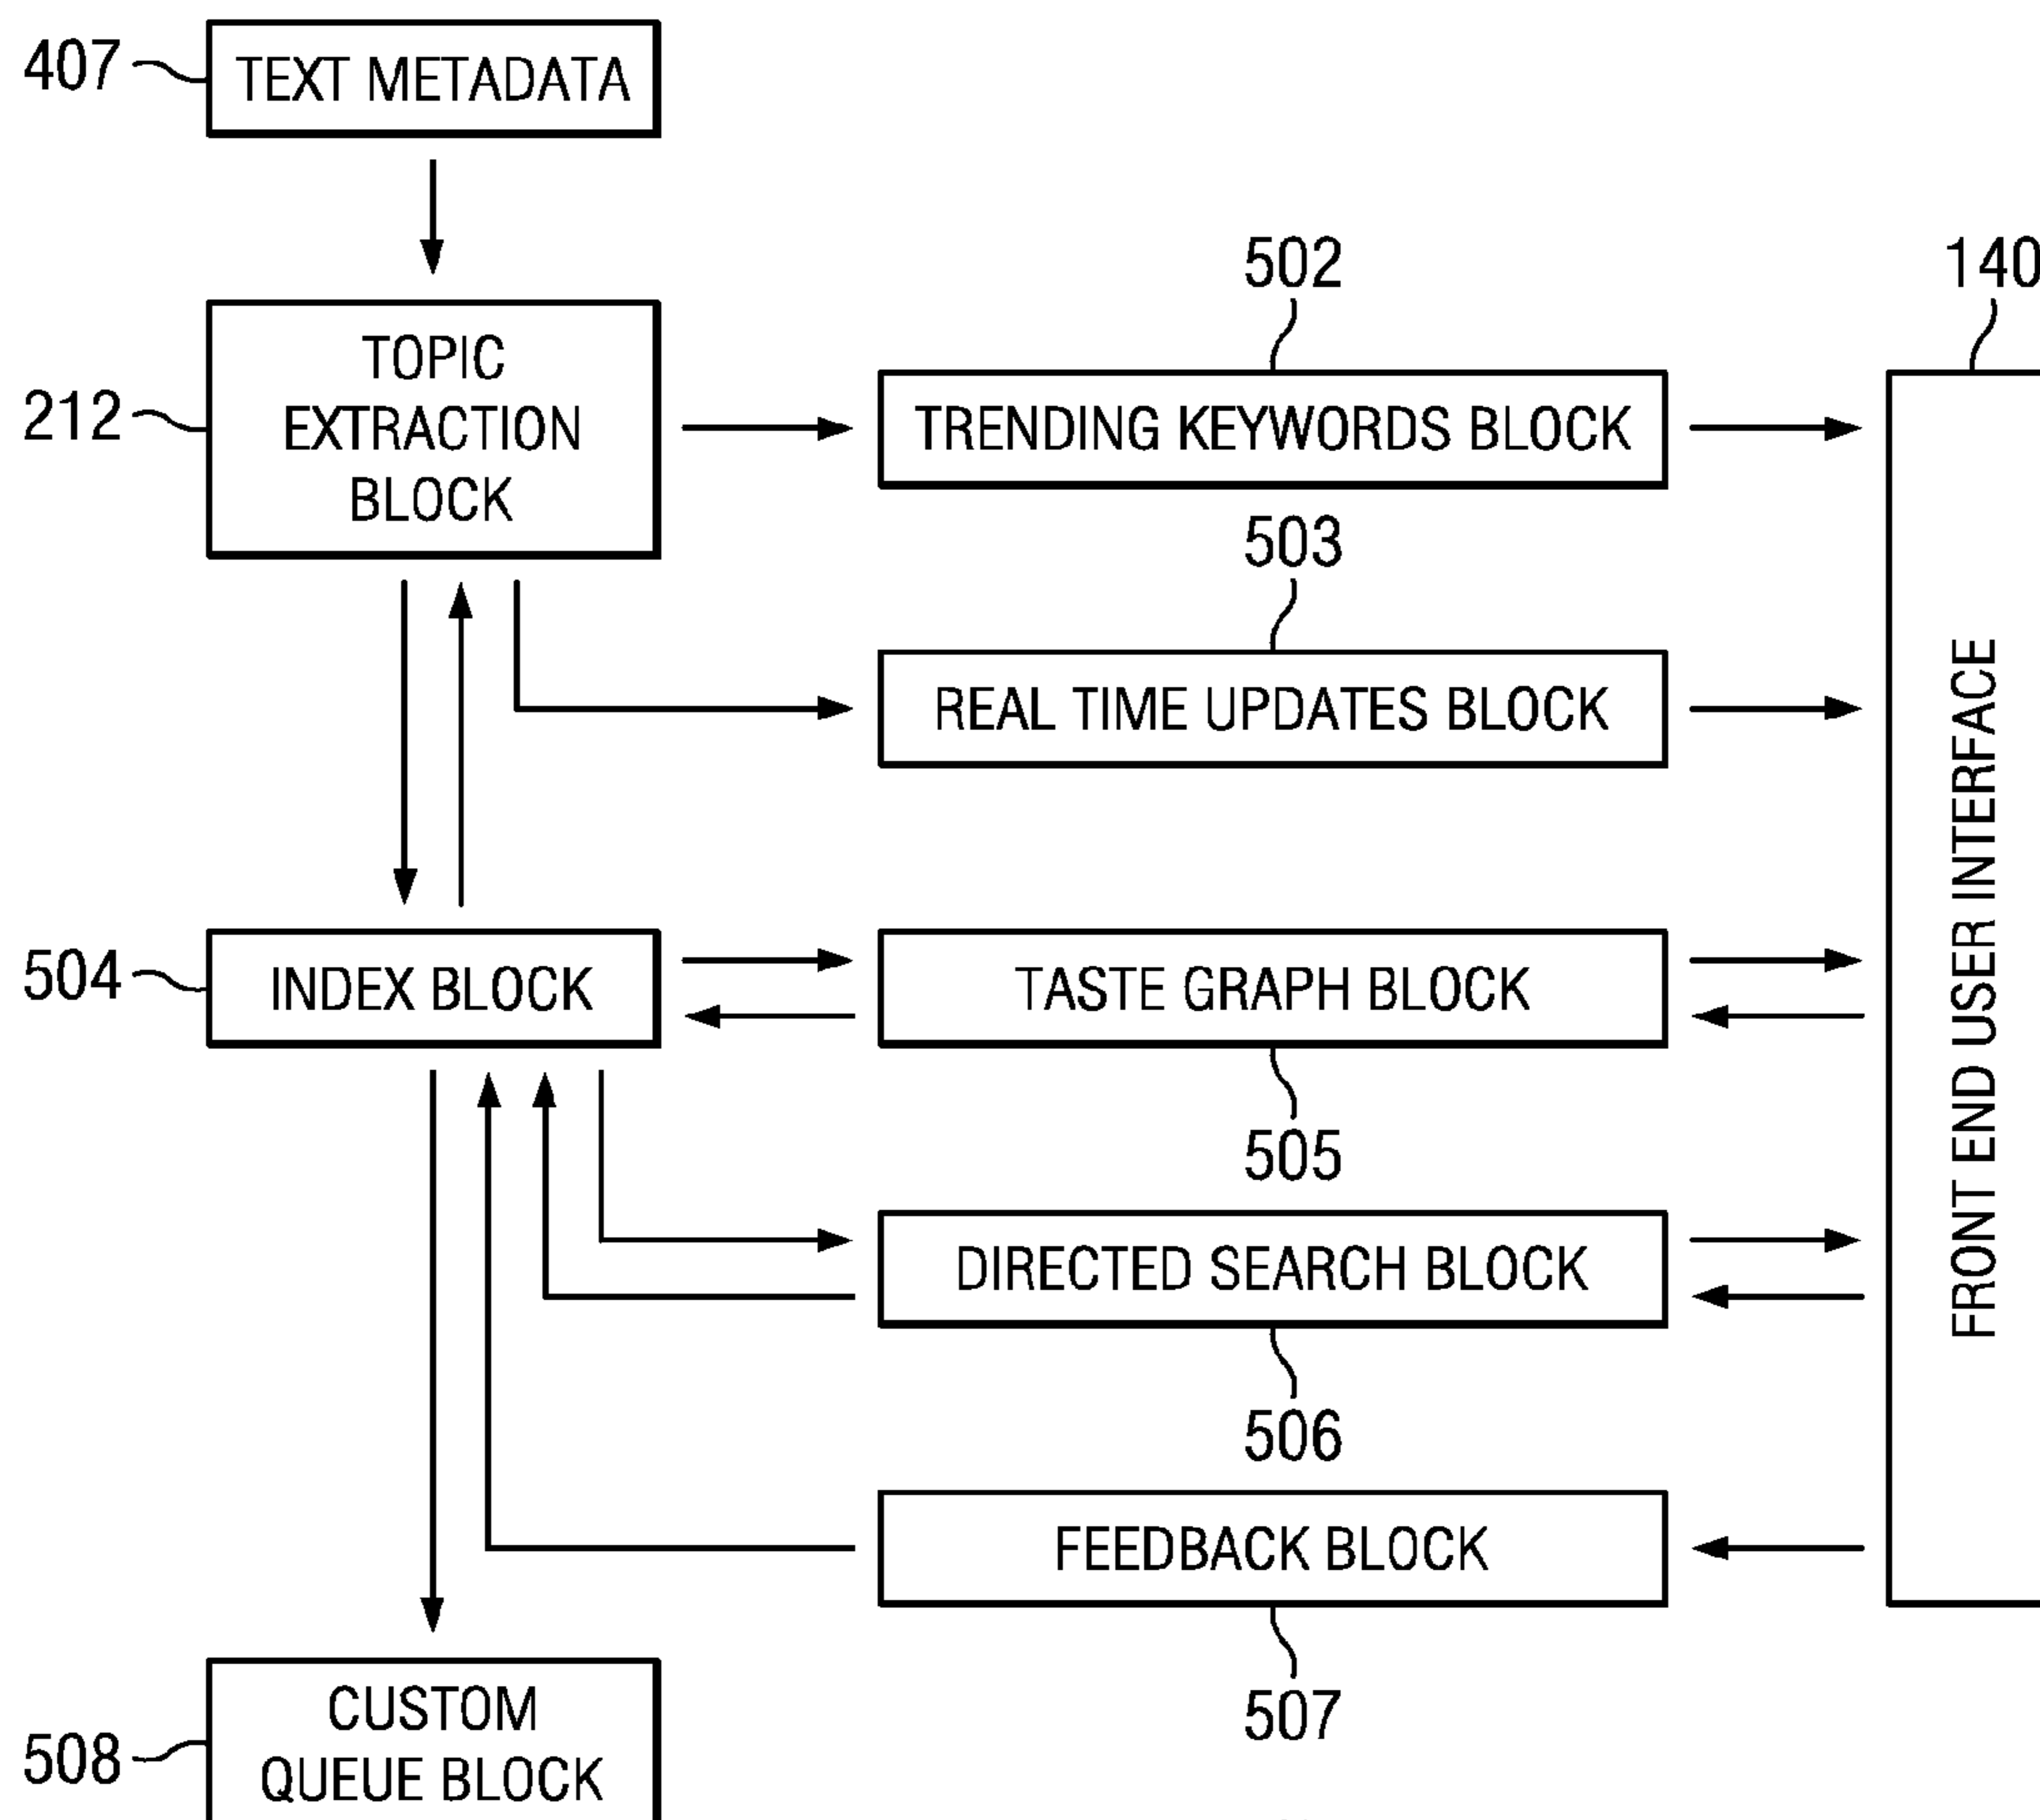 407
TEXT METADATA
502
140
212
TOPIC
EXTRACTION
BLOCK
TRENDING KEYWORDS BLOCK
503
REAL TIME UPDATES BLOCK
FRONT END USER INTERFACE
504
INDEX BLOCK
TASTE GRAPH BLOCK
505
DIRECTED SEARCH BLOCK
506
FEEDBACK BLOCK
507
508
CUSTOM
QUEUE BLOCK